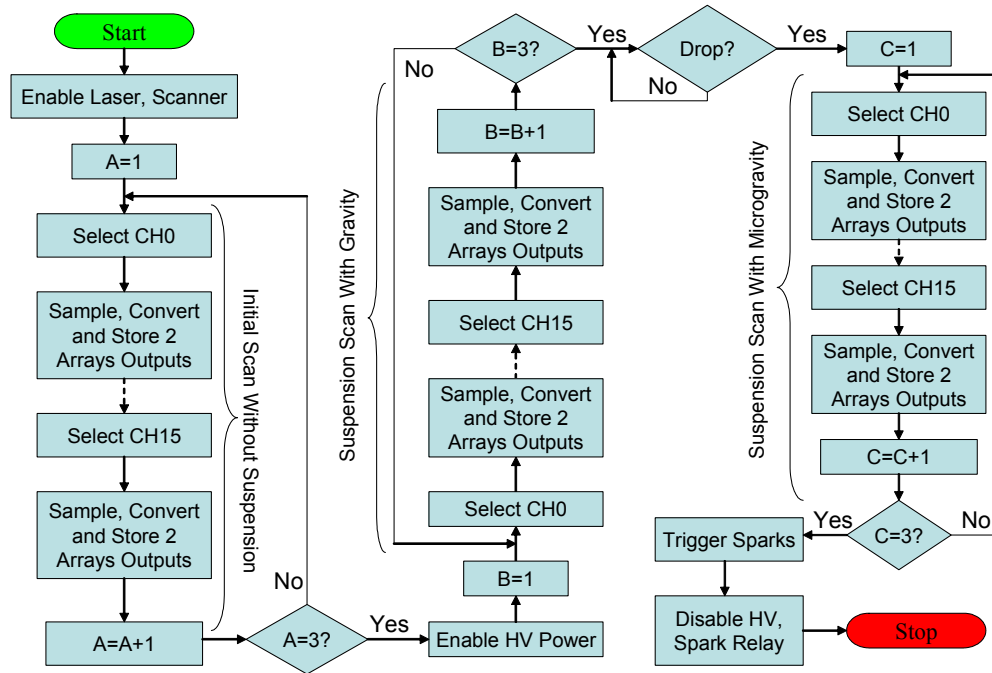 Start
Enable Laser, Scanner
A=1
Select CH0
Sample, Convert
and Store 2
Arrays Outputs
Select CH15
Sample, Convert
and Store 2
Arrays Outputs
A=A+1
Initial Scan Without Suspension
No
A=3?
Yes
Enable HV Power
B=1
Select CH0
Sample, Convert
and Store 2
Arrays Outputs
Select CH15
Sample, Convert
and Store 2
Arrays Outputs
B=B+1
Suspension Scan With Gravity
B=3?
No
Yes
Drop?
No
Yes
C=1
Select CH0
Sample, Convert
and Store 2
Arrays Outputs
Select CH15
Sample, Convert
and Store 2
Arrays Outputs
C=C+1
Suspension Scan With Microgravity
C=3?
No
Yes
Trigger Sparks
Disable HV,
Spark Relay
Stop